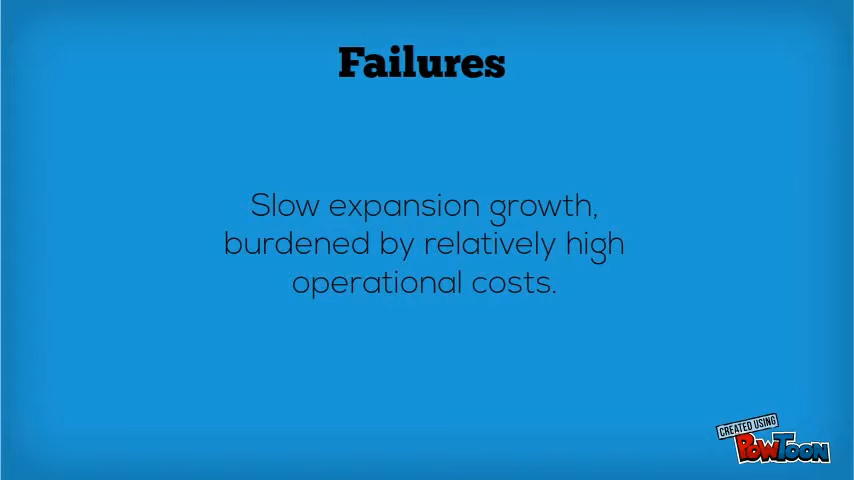 Failures
Slow expansion growth,
burdened by relatively high
operational costs.
CREATED USING
POWTOON